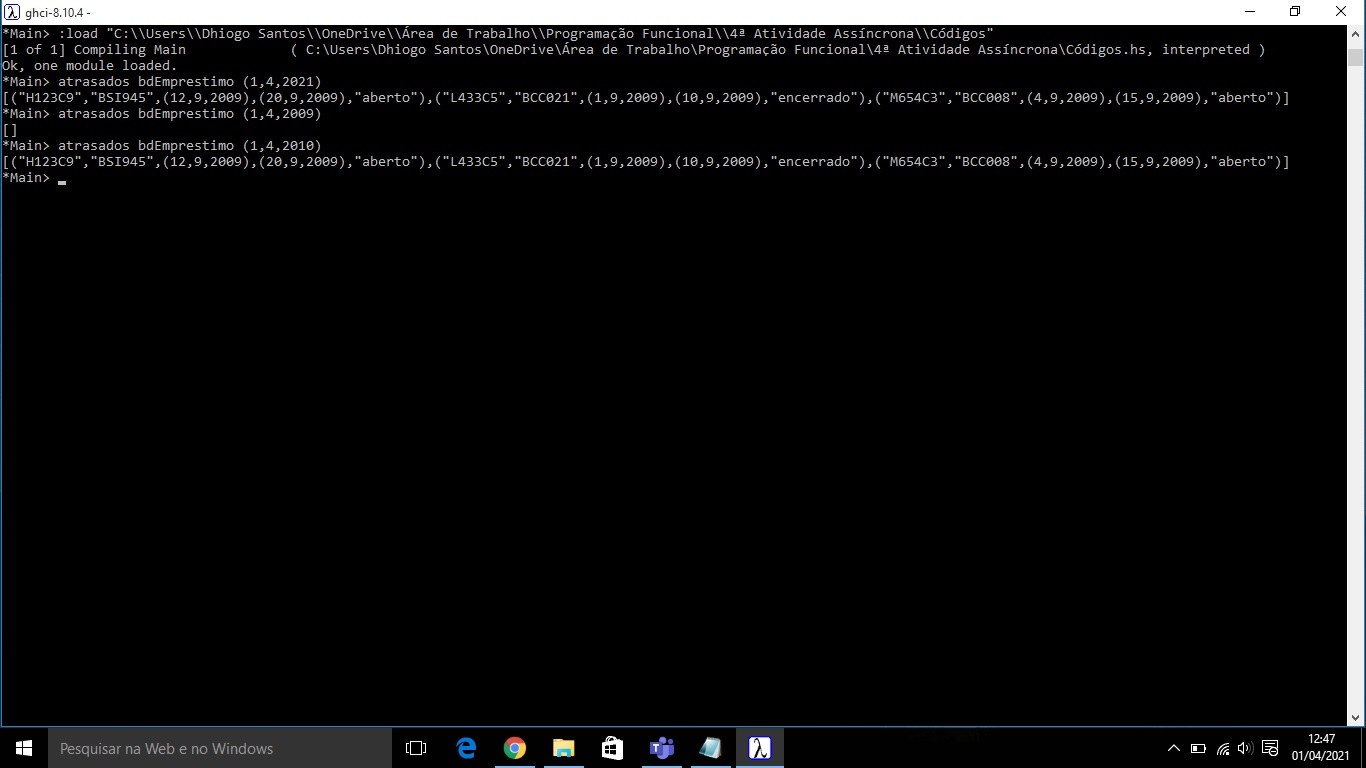 ghci-8.10.4 -
*Main> :load "C:\\Users\\Dhiogo Santos\\OneDrive\\Área de Trabalho\\Programação Funcional\\4ª Atividade Assíncrona\\Códigos"
[1 of 1] Compiling Main             ( C:\Users\Dhiogo Santos\OneDrive\Área de Trabalho\Programação Funcional\4ª Atividade Assíncrona\Códigos.hs, interpreted )
Ok, one module loaded.
*Main> atrasados bdEmprestimo (1,4,2021)
[("H123C9","BSI945",(12,9,2009),(20,9,2009),"aberto"),("L433C5","BCC021",(1,9,2009),(10,9,2009),"encerrado"),("M654C3","BCC008",(4,9,2009),(15,9,2009),"aberto")]
*Main> atrasados bdEmprestimo (1,4,2009)
[]
*Main> atrasados bdEmprestimo (1,4,2010)
[("H123C9","BSI945",(12,9,2009),(20,9,2009),"aberto"),("L433C5","BCC021",(1,9,2009),(10,9,2009),"encerrado"),("M654C3","BCC008",(4,9,2009),(15,9,2009),"aberto")]
*Main>
Pesquisar na Web e no Windows
12:47
01/04/2021